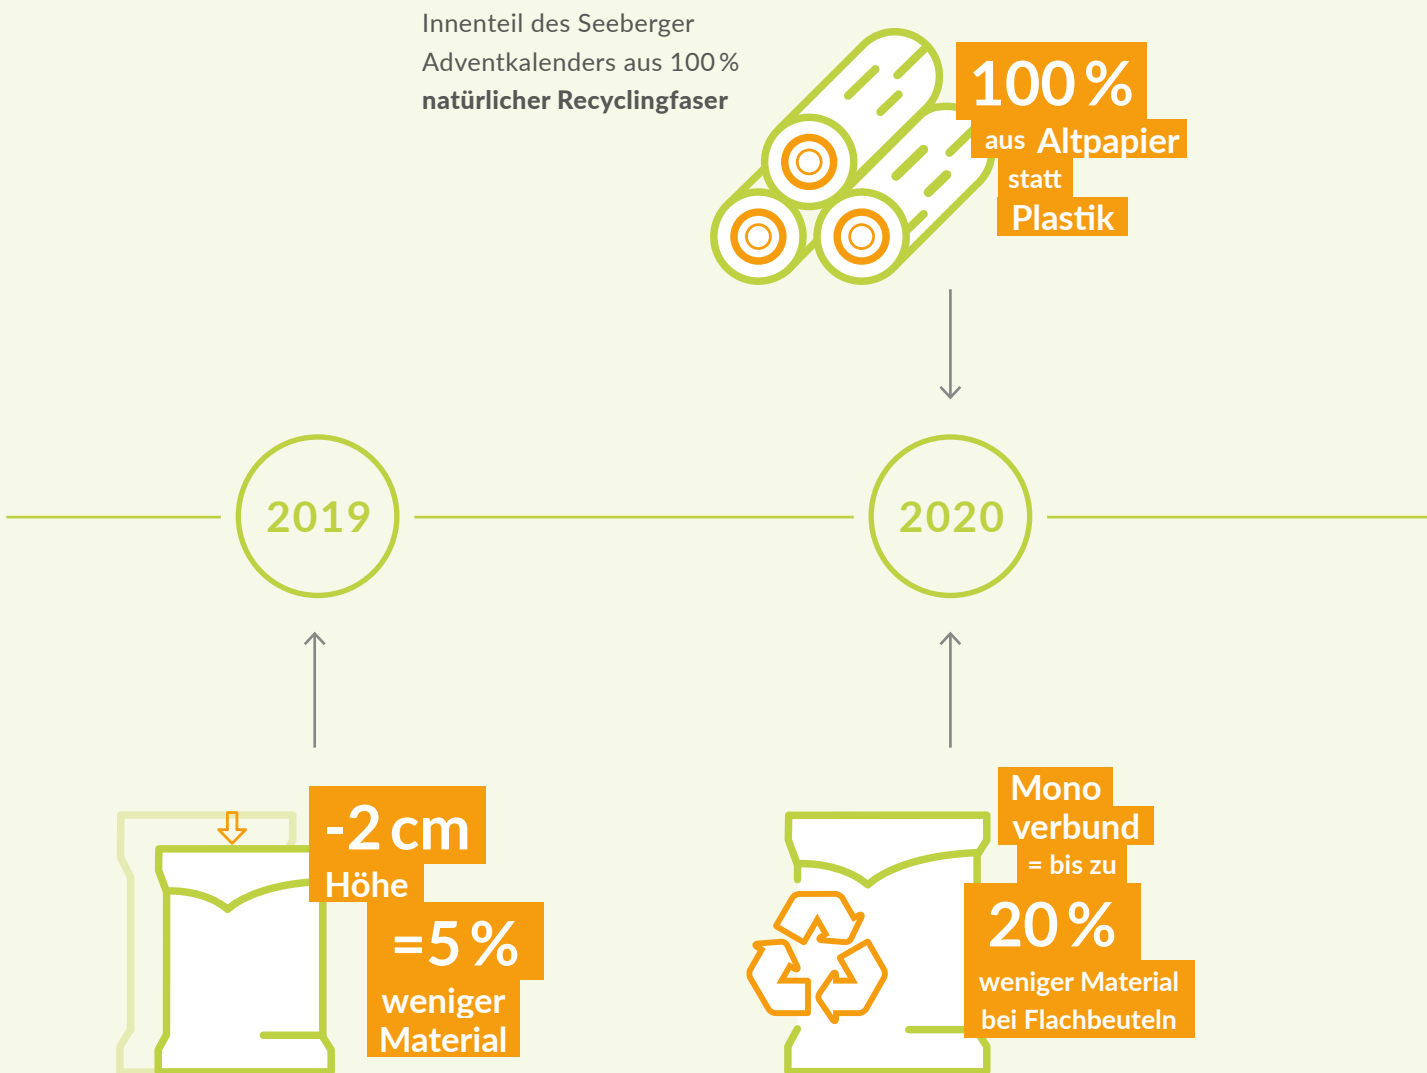 Innenteil des Seeberger
Adventkalenders aus 100 %
natürlicher Recyclingfaser
100 %
aus Altpapier
statt
Plastik
2019
2020
-2 cm
Höhe
=5 %
weniger
Material
Mono
verbund
= bis zu
20 %
weniger Material
bei Flachbeuteln